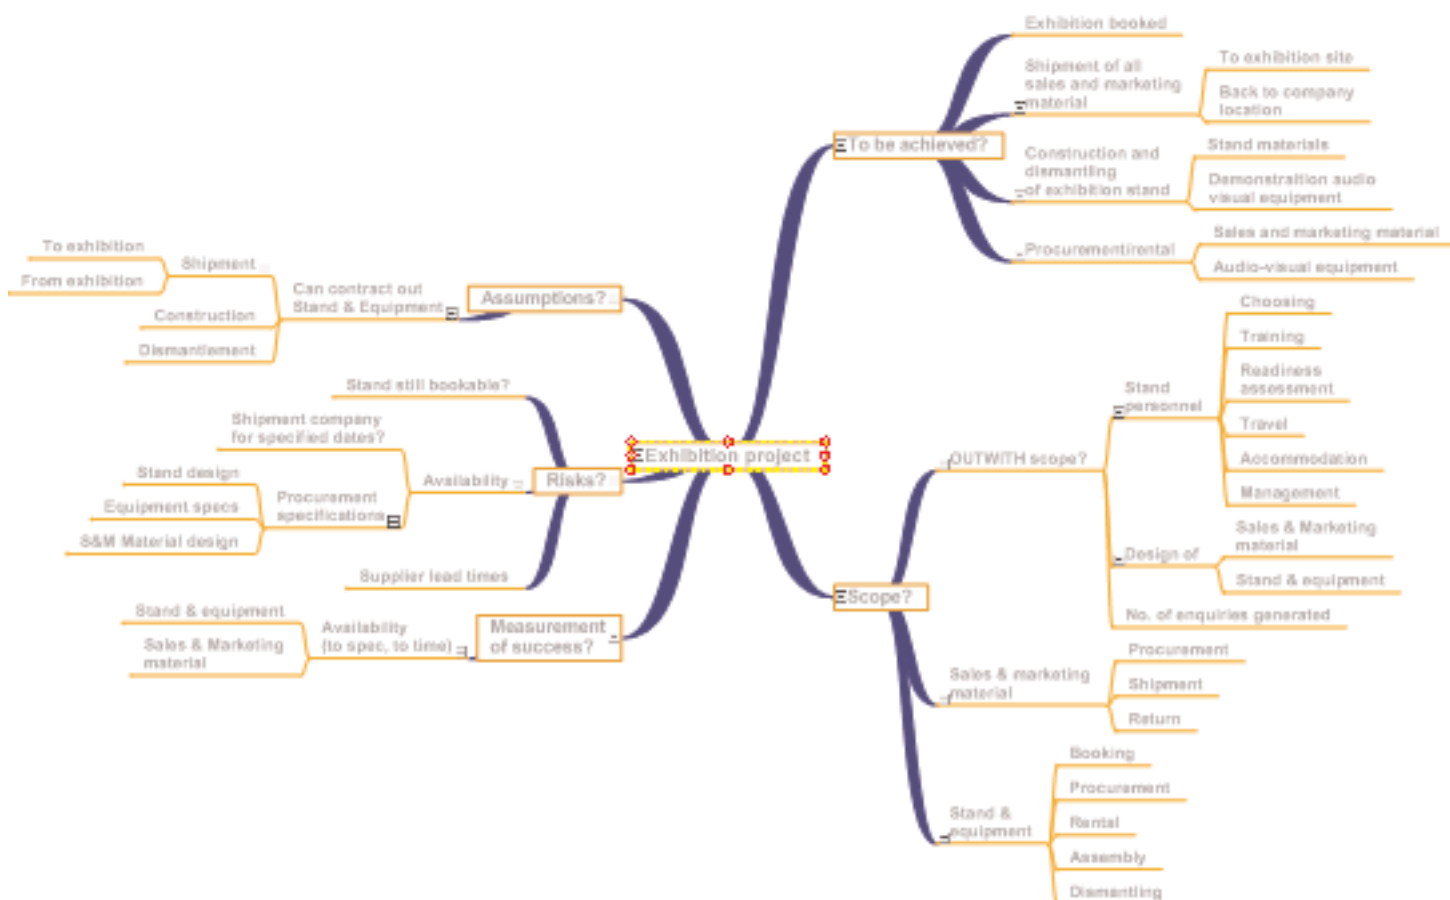 Exhibition project
To be achieved?
Exhibition booked
Shipment of all
sales and marketing
material
To exhibition site
Back to company
location
Construction and
dismantling
of exhibition stand
Stand materials
Demonstraition audio
visual equipment
Procurement/rental
Sales and marketing material
Audio-visual equipment
Scope?
OUTWITH scope?
Stand
personnel
Choosing
Training
Readiness
assessment
Travel
Accommodation
Management
Design of
Sales & Marketing
material
Stand & equipment
No. of enquiries generated
Sales & marketing
material
Procurement
Shipment
Return
Stand &
equipment
Booking
Procurement
Rental
Assembly
Dismantling
Assumptions?
Can contract out
Stand & Equipment
Shipment
To exhibition
From exhibition
Construction
Dismantlement
Risks?
Stand still bookable?
Availability
Shipment company
for specified dates?
Procurement
specifications
Stand design
Equipment specs
S&M Material design
Supplier lead times
Measurement
of success?
Availability
(to spec, to time)
Stand & equipment
Sales & Marketing
material